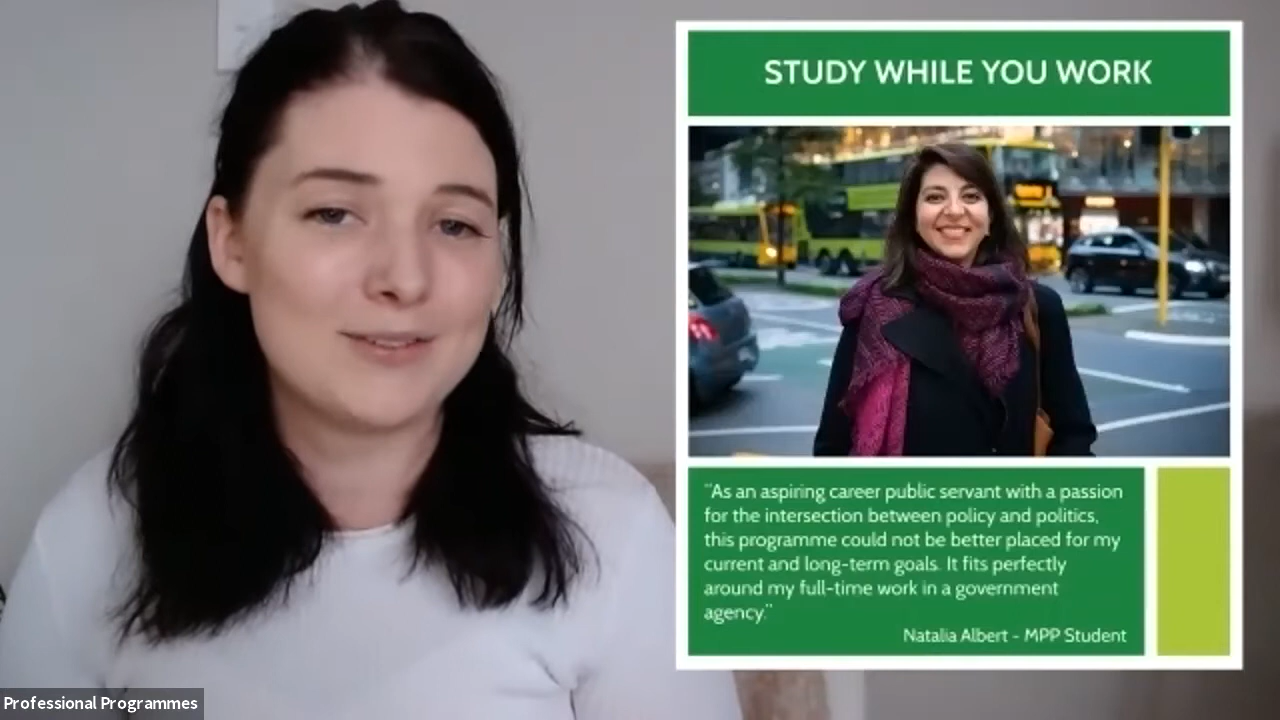 STUDY WHILE YOU WORK
"As an aspiring career public servant with a passion
for the intersection between policy and politics,
this programme could not be better placed for my
current and long-term goals. It fits perfectly
around my full-time work in a government
agency."
Natalia Albert - MPP Student
Professional Programmes